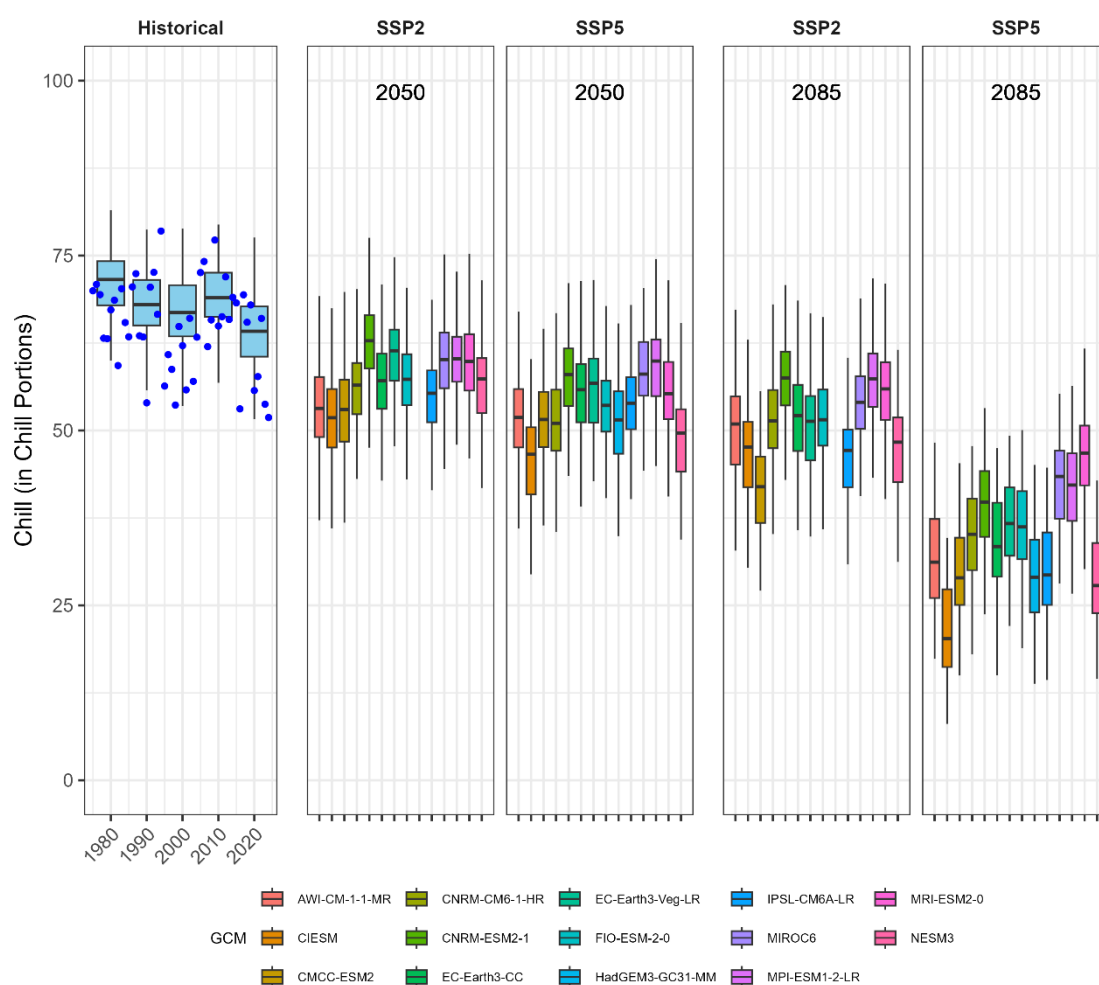 Historical SSP2 SSP5 SSP2 SSP5
2050 2050 2085 2085
Chill (in Chill Portions)
100
75
50
25
0
1980 1990 2000 2010 2020
GCM
AWI-CM-1-1-MR CNRM-CM6-1-HR EC-Earth3-Veg-LR IPSL-CM6A-LR MRI-ESM2-0
CIESM CNRM-ESM2-1 FIO-ESM-2-0 MIROC6 NESM3
CMCC-ESM2 EC-Earth3-CC HadGEM3-GC31-MM MPI-ESM1-2-LR